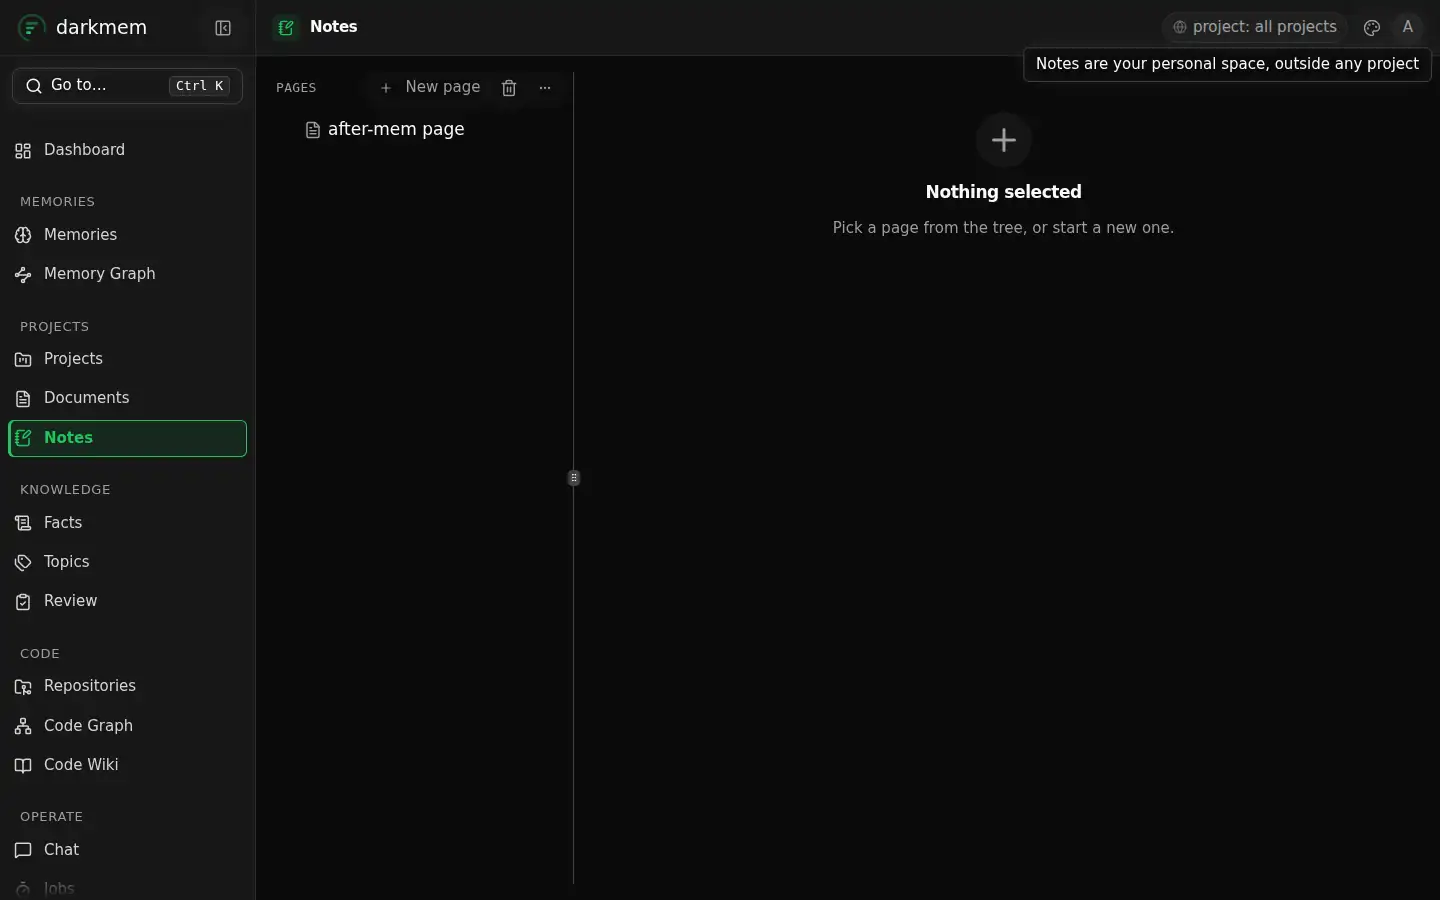 darkmem
Notes
project: all projects
A
Notes are your personal space, outside any project
Go to...
Ctrl K
Dashboard
MEMORIES
Memories
Memory Graph
PROJECTS
Projects
Documents
Notes
KNOWLEDGE
Facts
Topics
Review
CODE
Repositories
Code Graph
Code Wiki
OPERATE
Chat
Jobs
PAGES
New page
after-mem page
Nothing selected
Pick a page from the tree, or start a new one.